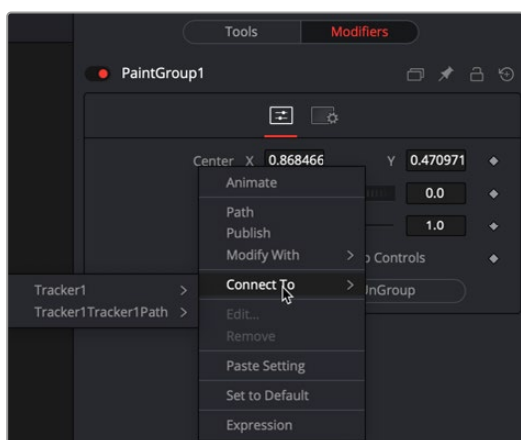 Tools Modifiers
PaintGroup1
Center X 0.868466 Y 0.470971
Animate
0.0
Path
Publish
1.0
Modify With >
Controls
Tracker1 >
Connect To >
UnGroup
Tracker1Tracker1Path >
Edit...
Remove
Paste Setting
Set to Default
Expression